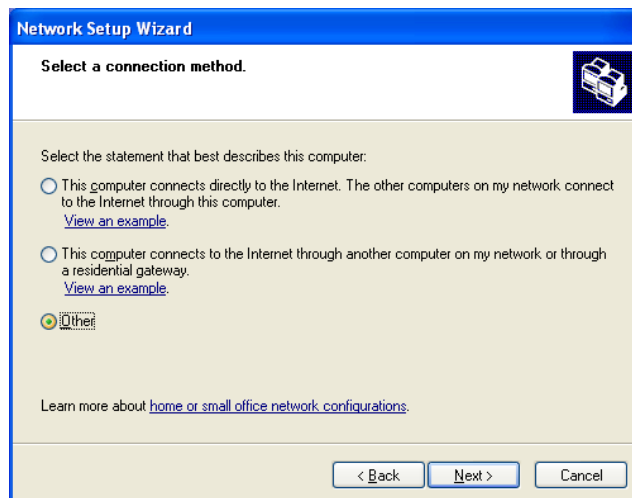 Network Setup Wizard
Select a connection method.
Select the statement that best describes this computer:
This computer connects directly to the Internet. The other computers on my network connect
to the Internet through this computer.
View an example.
This computer connects to the Internet through another computer on my network or through
a residential gateway.
View an example.
Other
Learn more about home or small office network configurations.
< Back Next > Cancel